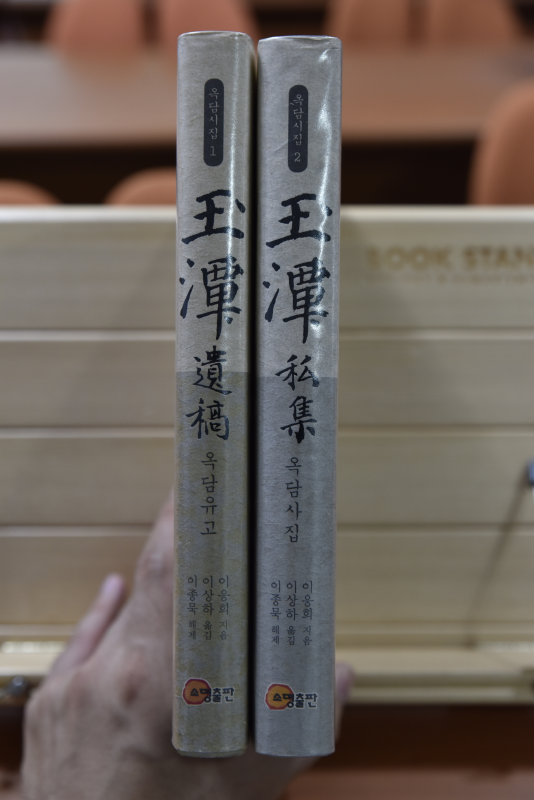 옥담시집 1
玉潭
遺稿
옥담유고
이응희 지음
이상하 옮김
이종묵 해제
소명출판
옥담시집 2
玉潭
私集
옥담사집
이응희 지음
이상하 옮김
이종묵 해제
소명출판
BOOK STAN